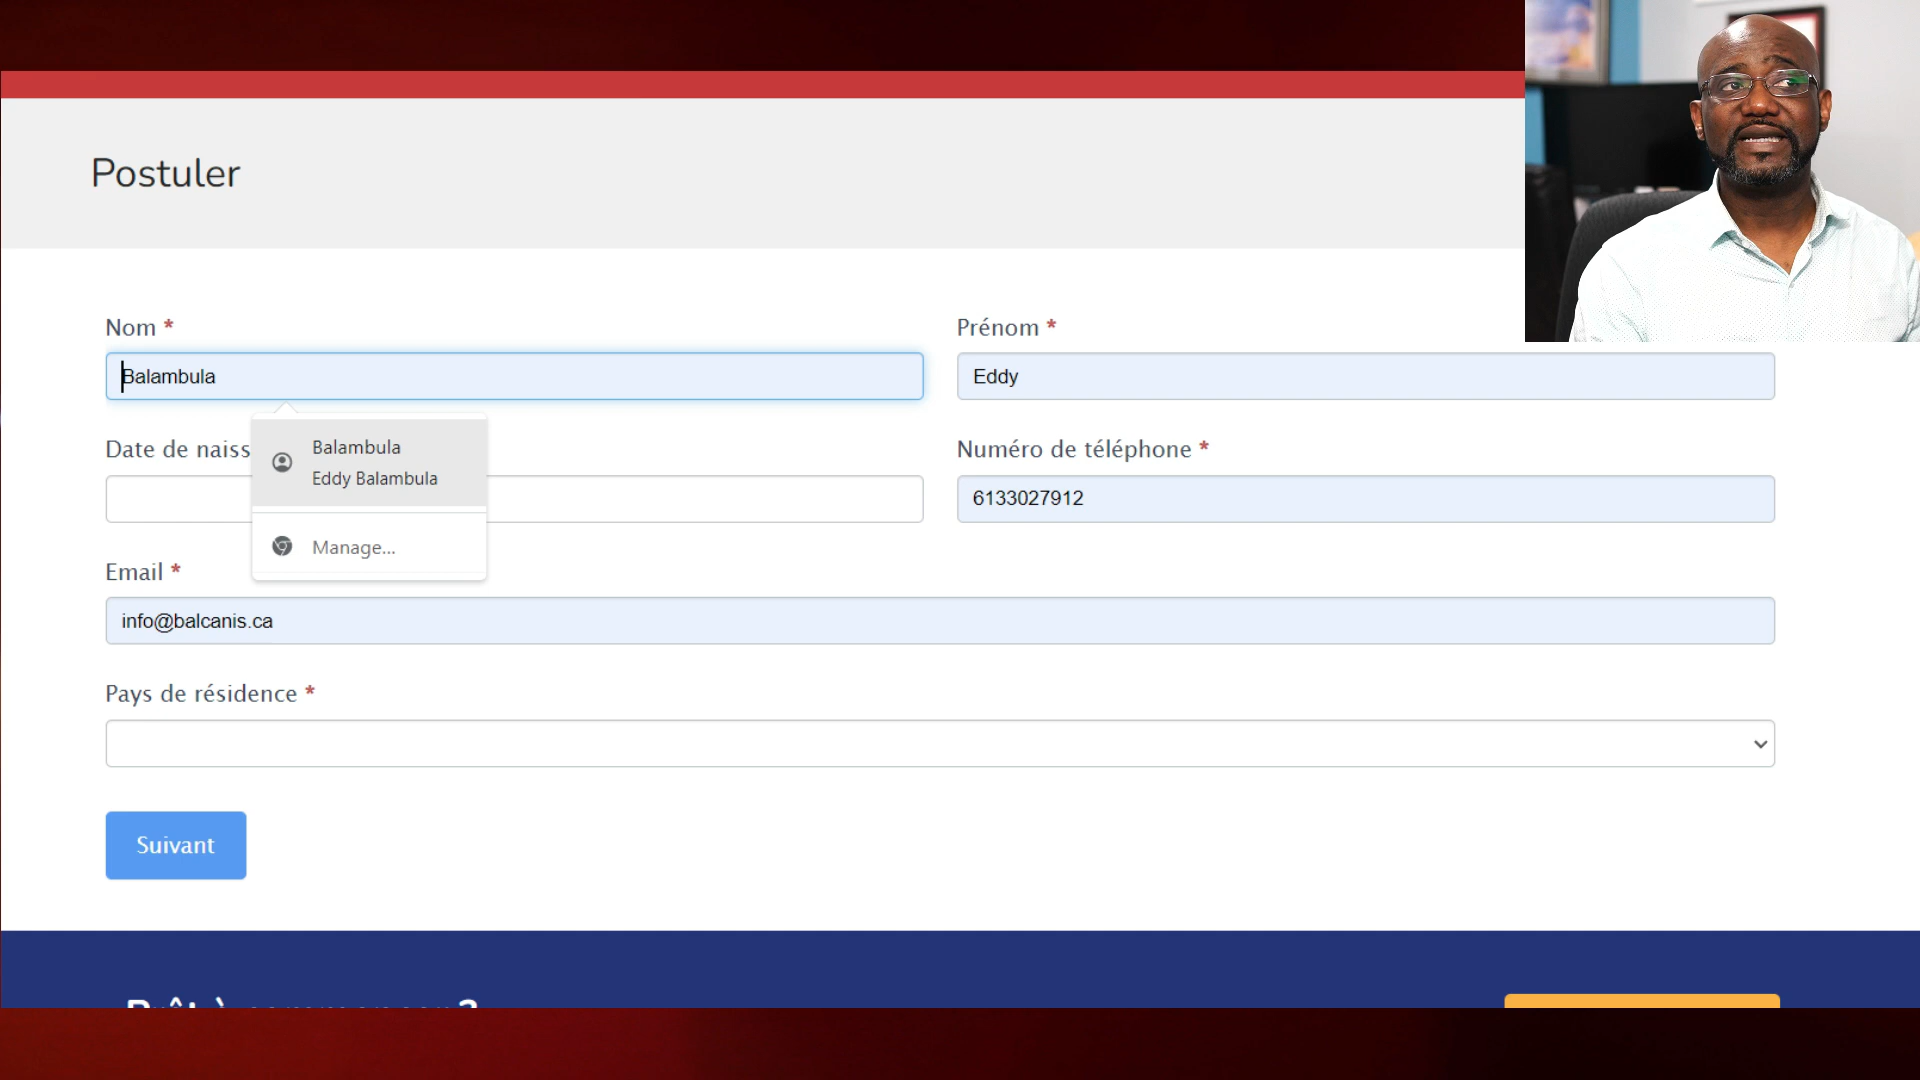 Postuler
Nom *
Prénom *
Balambula
Eddy
Date de naiss
Numéro de téléphone *
Balambula
Eddy Balambula
6133027912
Manage...
Email *
info@balcanis.ca
Pays de résidence *
Suivant